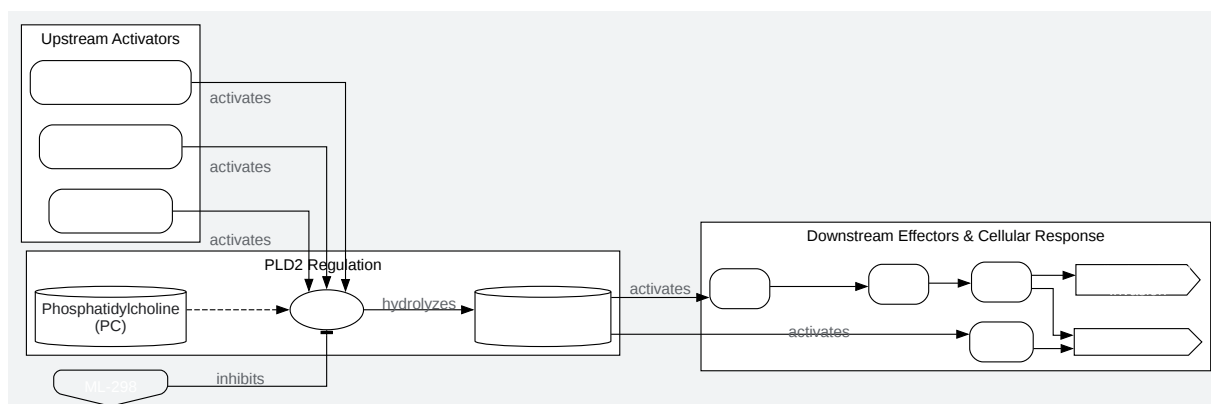 Upstream Activators
activates
activates
activates
PLD2 Regulation
Phosphatidylcholine
(PC)
hydrolyzes
activates
activates
Downstream Effectors & Cellular Response
ML-298
inhibits